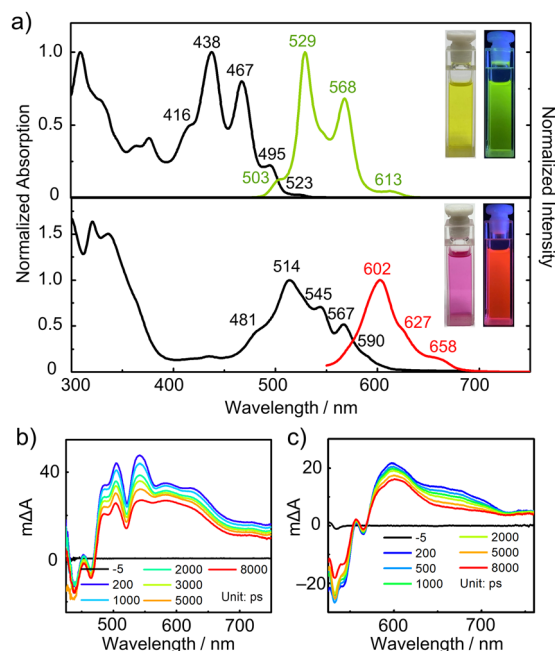 a)
Normalized Absorption
Normalized Intensity
1.0
0.5
0.0
416
438
467
495
523
503
529
568
613
1.5
1.0
0.5
0.0
481
514
545
567
590
602
627
658
300 400 500 600 700
Wavelength / nm
b)
mΔA
40
0
-5 2000 8000
200 3000
1000 5000 Unit: ps
500 600 700
Wavelength / nm
c)
mΔA
20
0
−20
-5 2000
200 5000
500 8000
1000 Unit: ps
600 700
Wavelength / nm